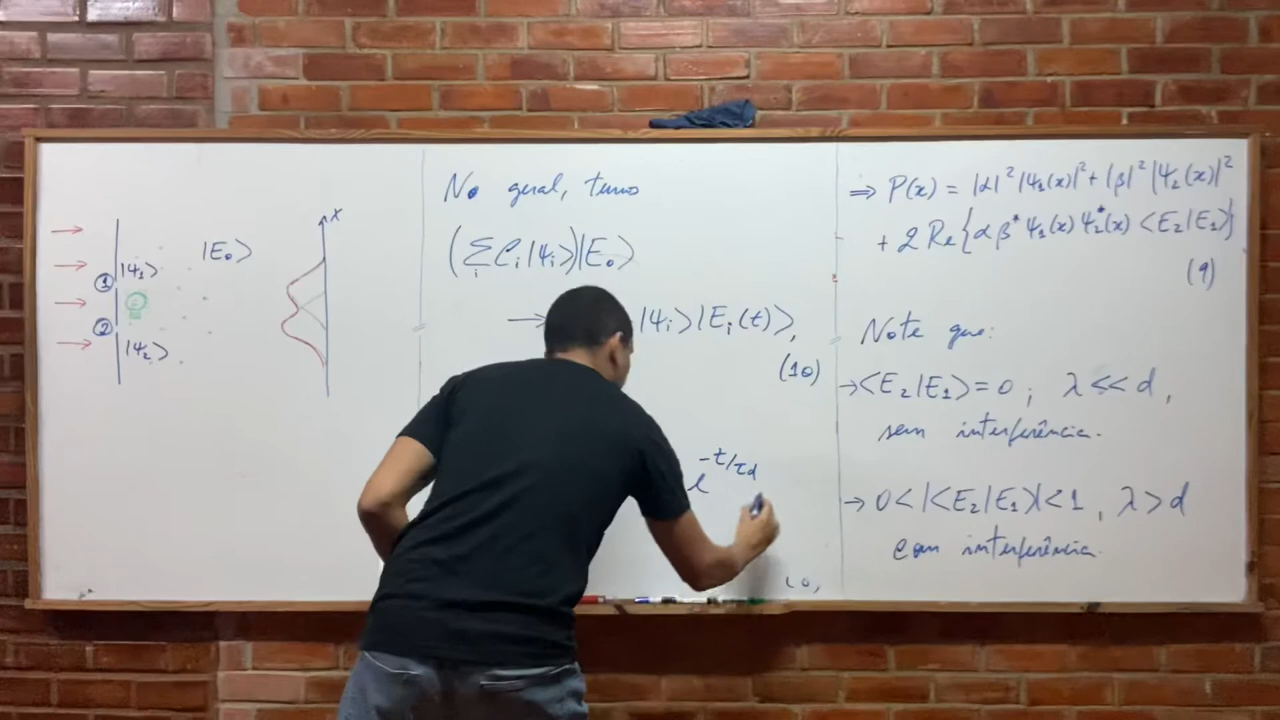 x
|E₀⟩
|ψ₁⟩
①
②
|ψ₂⟩
No geral, temos
(∑ᵢ Cᵢ|ψᵢ⟩)|E₀⟩
→ |ψᵢ⟩|Eᵢ(t)⟩,
(10)
e^{-t/τd}
⇒ P(x) = |α|²|ψ₁(x)|² + |β|²|ψ₂(x)|²
+ 2 Re{αβ* ψ₁(x) ψ₂*(x) <E₂|E₁>}
(9)
Note que:
→ <E₂|E₁> = 0 ; λ << d,
sem interferência.
→ 0 < |<E₂|E₁>| < 1, λ > d
com interferência.